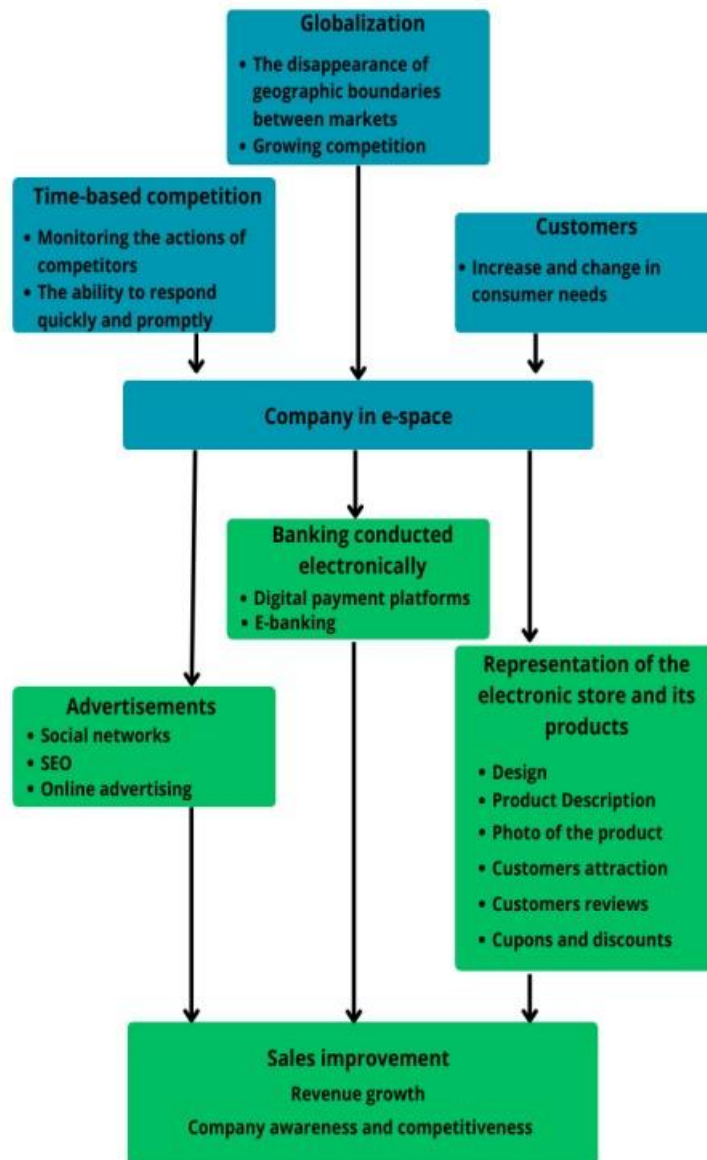 Globalization
• The disappearance of
geographic boundaries
between markets
• Growing competition
Time-based competition
• Monitoring the actions of
competitors
• The ability to respond
quickly and promptly
Customers
• Increase and change in
consumer needs
Company in e-space
Banking conducted
electronically
• Digital payment platforms
• E-banking
Advertisements
• Social networks
• SEO
• Online advertising
Representation of the
electronic store and its
products
• Design
• Product Description
• Photo of the product
• Customers attraction
• Customers reviews
• Cupons and discounts
Sales improvement
Revenue growth
Company awareness and competitiveness